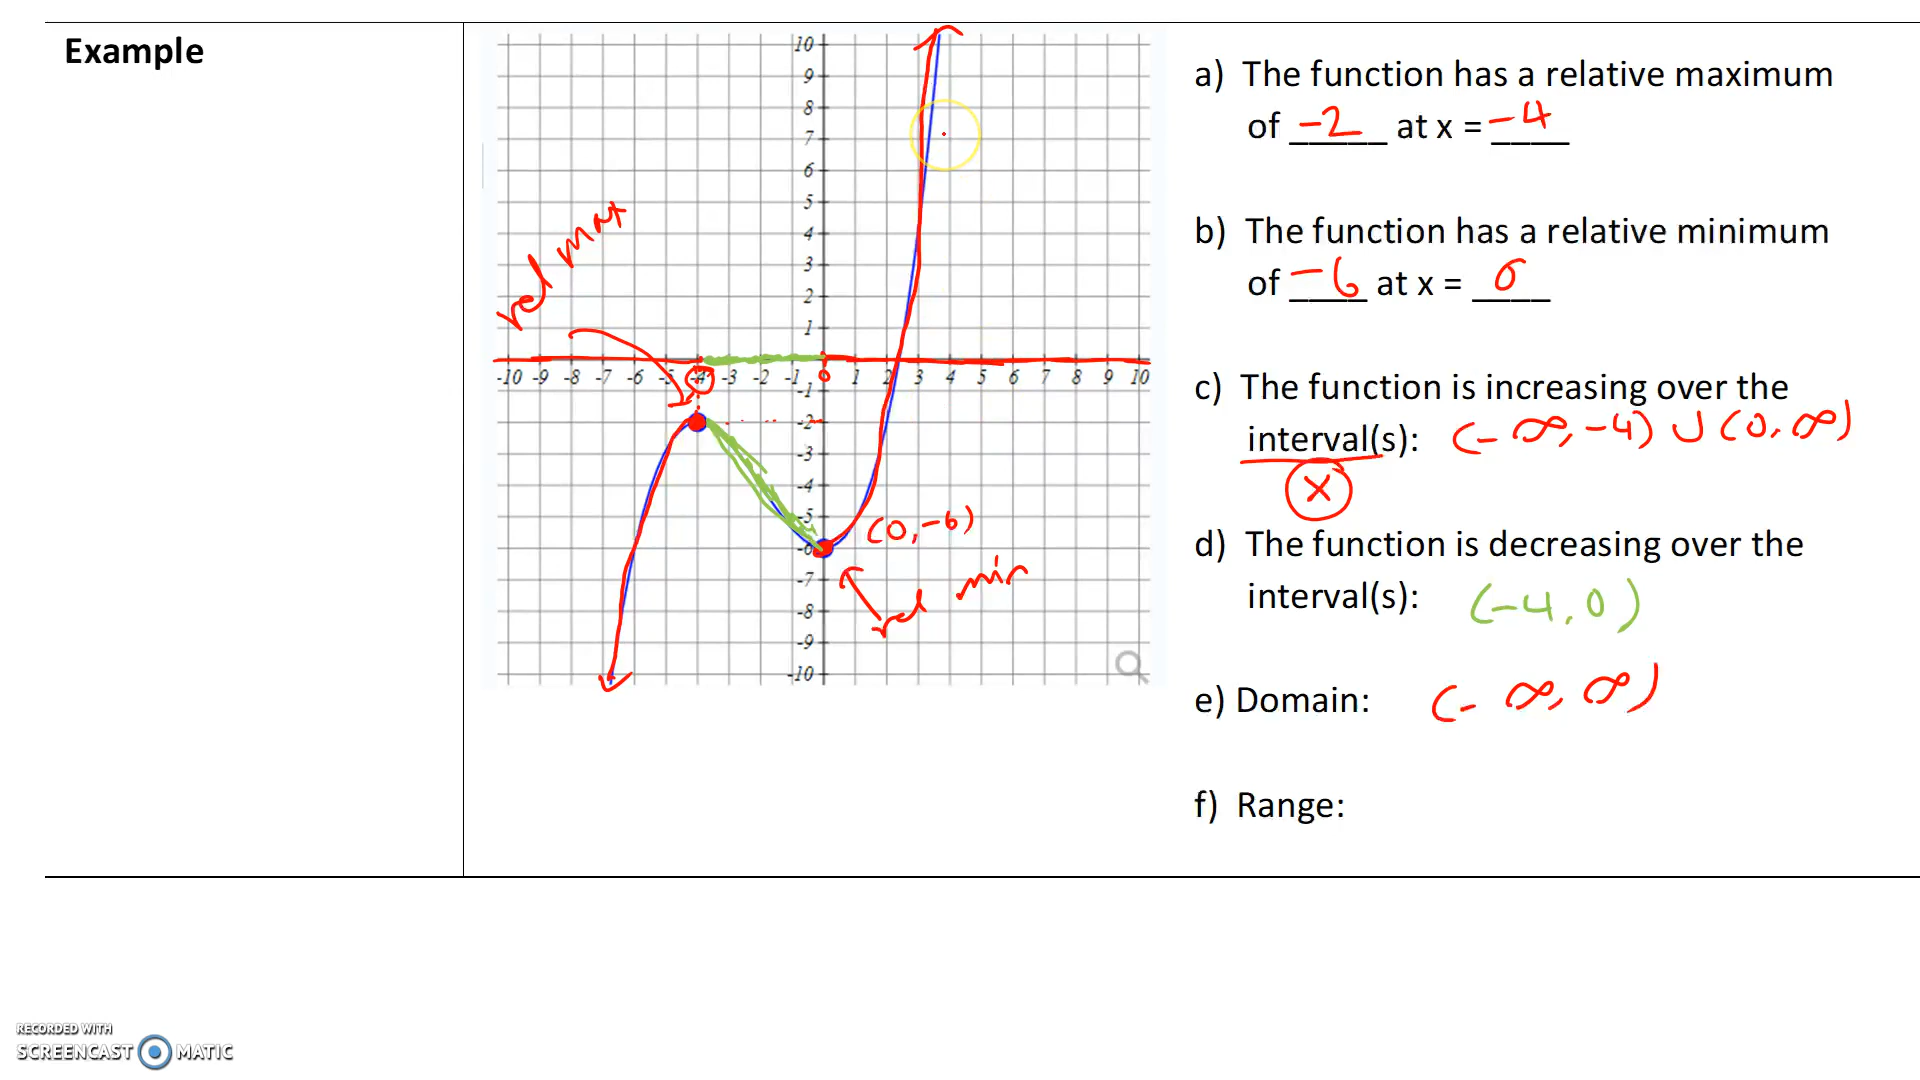 Example
a) The function has a relative maximum
of -2 at x = -4
b) The function has a relative minimum
of -6 at x = 0
c) The function is increasing over the
interval(s): (-∞, -4) ∪ (0, ∞)
X
d) The function is decreasing over the
interval(s): (-4, 0)
e) Domain: (-∞, ∞)
f) Range:
10
9
8
7
6
5
4
3
2
1
-10 -9 -8 -7 -6 -5 -4 -3 -2 -1 0 1 2 3 4 5 6 7 8 9 10
-1
-2
-3
-4
-5
-6
-7
-8
-9
-10
rel max
(0, -6)
rel min
RECORDED WITH
SCREENCAST MATIC